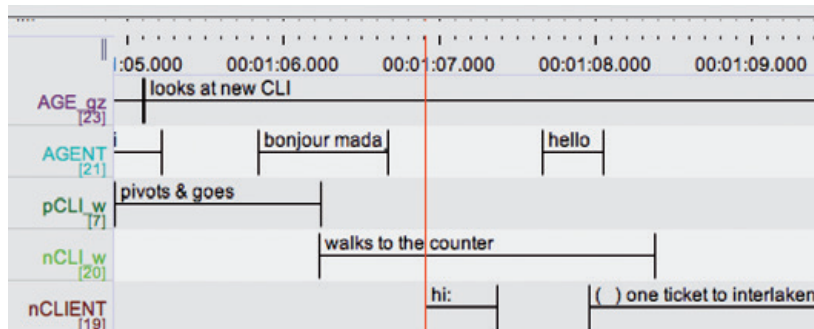 :05.000 00:01:06.000 00:01:07.000 00:01:08.000 00:01:09.000
looks at new CLI
AGE_gz
[23]
i bonjour mada hello
AGENT
[21]
pivots & goes
pCLI_w
[7]
walks to the counter
nCLI_w
[20]
hi: ( ) one ticket to interlaken
nCLIENT
[19]